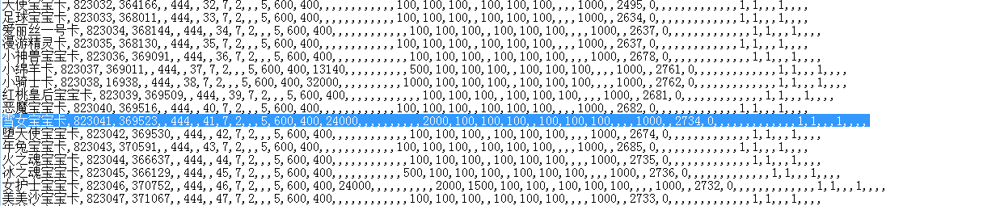 天使宝宝卡,823032,364166,,444,,32,7,2,,,5,600,400,,,,,,,,,,,,100,100,100,,100,100,100,,,,1000,,2495,0,,,,,,,,,,,,,1,1,,,1,,,,
足球宝宝卡,823033,368011,,444,,33,7,2,,,5,600,400,,,,,,,,,,,,100,100,100,,100,100,100,,,,1000,,2634,0,,,,,,,,,,,,,1,1,,,1,,,,
爱丽丝一号卡,823034,368144,,444,,34,7,2,,,5,600,400,,,,,,,,,,,,100,100,100,,100,100,100,,,,1000,,2637,0,,,,,,,,,,,,,1,1,,,1,,,,
漫游精灵卡,823035,368130,,444,,35,7,2,,,5,600,400,,,,,,,,,,,,100,100,100,,100,100,100,,,,1000,,2637,0,,,,,,,,,,,,,1,1,,,1,,,,
小神兽宝宝卡,823036,369091,,444,,36,7,2,,,5,600,400,,,,,,,,,,,,100,100,100,,100,100,100,,,,1000,,2678,0,,,,,,,,,,,,,1,1,,,1,,,,
小绵羊卡,823037,369011,,444,,37,7,2,,,5,600,400,13140,,,,,,,,,,500,100,100,100,,100,100,100,,,,1000,,2761,0,,,,,,,,,,,,,1,1,,,1,,,,
小骑士卡,823038,16938,,444,,38,7,2,,,5,600,400,32000,,,,,,,,,,1000,100,100,100,,100,100,100,,,,1000,,2762,0,,,,,,,,,,,,,1,1,,,1,,,,
红桃皇后宝宝卡,823039,369509,,444,,39,7,2,,,5,600,400,,,,,,,,,,,,100,100,100,,100,100,100,,,,1000,,2681,0,,,,,,,,,,,,,1,1,,,1,,,,
恶魔宝宝卡,823040,369516,,444,,40,7,2,,,5,600,400,,,,,,,,,,,,100,100,100,,100,100,100,,,,1000,,2682,0,,,,,,,,,,,,,1,1,,,1,,,,
雪女宝宝卡,823041,369523,,444,,41,7,2,,,5,600,400,24000,,,,,,,,,,2000,100,100,100,,100,100,100,,,,1000,,2734,0,,,,,,,,,,,,,1,1,,,1,,,,
堕天使宝宝卡,823042,369530,,444,,42,7,2,,,5,600,400,,,,,,,,,,,,100,100,100,,100,100,100,,,,1000,,2674,0,,,,,,,,,,,,,1,1,,,1,,,,
年兔宝宝卡,823043,370591,,444,,43,7,2,,,5,600,400,,,,,,,,,,,,100,100,100,,100,100,100,,,,1000,,2685,0,,,,,,,,,,,,,1,1,,,1,,,,
火之魂宝宝卡,823044,366637,,444,,44,7,2,,,5,600,400,,,,,,,,,,,,100,100,100,,100,100,100,,,,1000,,2735,0,,,,,,,,,,,,,1,1,,,1,,,,
冰之魂宝宝卡,823045,366129,,444,,45,7,2,,,5,600,400,,,,,,,,,,,500,100,100,100,,100,100,100,,,,1000,,2736,0,,,,,,,,,,,,,1,1,,,1,,,,
女护士宝宝卡,823046,370752,,444,,46,7,2,,,5,600,400,24000,,,,,,,,,,2000,1500,100,100,,100,100,100,,,,1000,,2732,0,,,,,,,,,,,,,1,1,,,1,,,,
美美沙宝宝卡,823047,371067,,444,,47,7,2,,,5,600,400,,,,,,,,,,,,100,100,100,,100,100,100,,,,1000,,2733,0,,,,,,,,,,,,,1,1,,,1,,,,